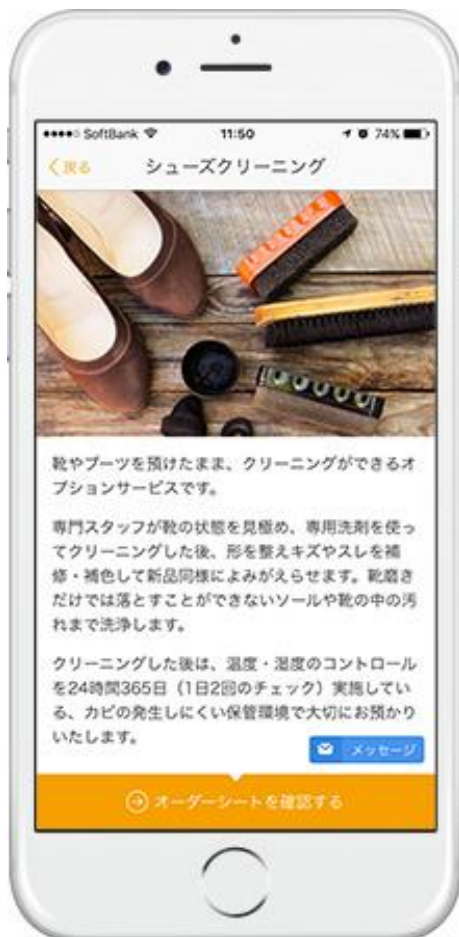 SoftBank 11:50 74%
戻る シューズクリーニング
靴やブーツを預けたまま、クリーニングができるオ
プションサービスです。
専門スタッフが靴の状態を見極め、専用洗剤を使っ
てクリーニングした後、形を整えキズやスレを補
修・補色して新品同様によみがえらせます。靴磨き
だけでは落とすことができないソールや靴の中の汚
れまで洗浄します。
クリーニングした後は、温度・湿度のコントロール
を24時間365日（1日2回のチェック）実施してい
る、カビの発生しにくい保管環境で大切にお預かり
いたします。
メッセージ
オーダーシートを確認する